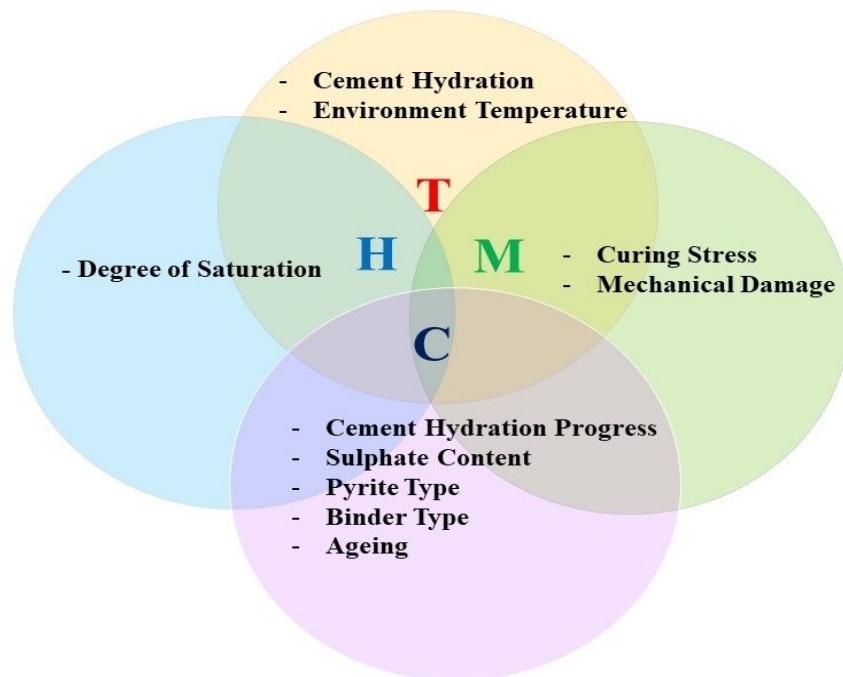 - Cement Hydration
- Environment Temperature
T
- Degree of Saturation
H
M
- Curing Stress
- Mechanical Damage
C
- Cement Hydration Progress
- Sulphate Content
- Pyrite Type
- Binder Type
- Ageing